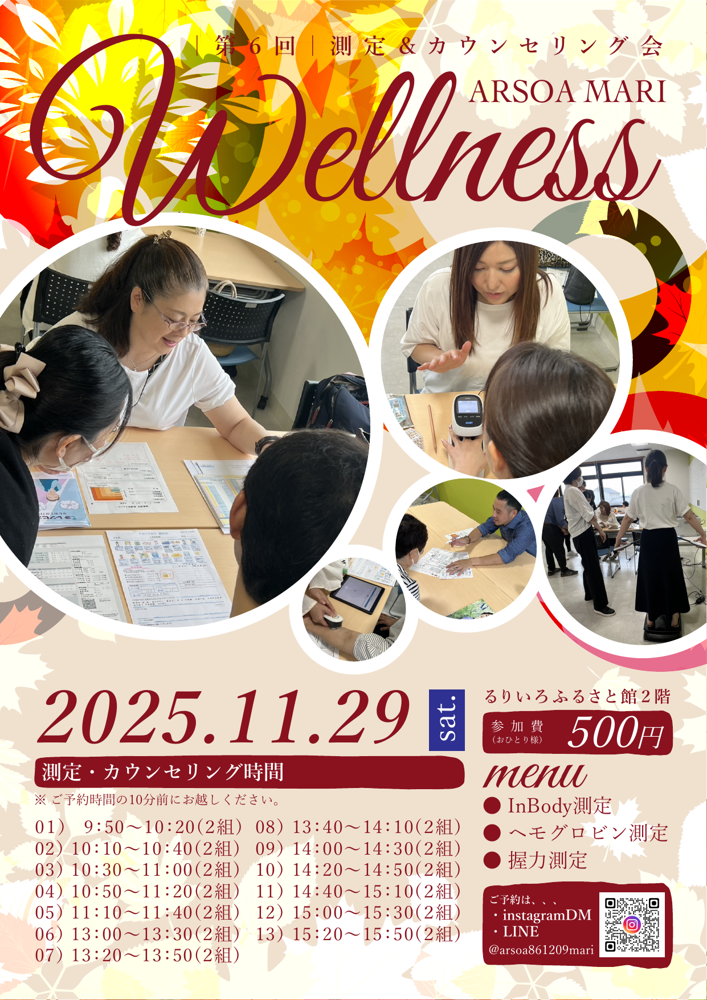 ｜第6回｜測定＆カウンセリング会
ARSOA MARI
Wellness
START
2025.11.29
sat.
測定・カウンセリング時間
※ ご予約時間の10分前にお越しください。
01） 9:50〜10:20(2組)
02) 10:10〜10:40(2組)
03) 10:30〜11:00(2組)
04) 10:50〜11:20(2組)
05) 11:10〜11:40(2組)
06) 13:00〜13:30(2組)
07) 13:20〜13:50(2組)
08) 13:40〜14:10(2組)
09) 14:00〜14:30(2組)
10) 14:20〜14:50(2組)
11) 14:40〜15:10(2組)
12) 15:00〜15:30(2組)
13) 15:20〜15:50(2組)
るりいろふるさと館２階
参加費
（おひとり様）
500円
menu
● InBody測定
● ヘモグロビン測定
● 握力測定
ご予約は、、、
・instagramDM
・LINE
@arsoa861209mari